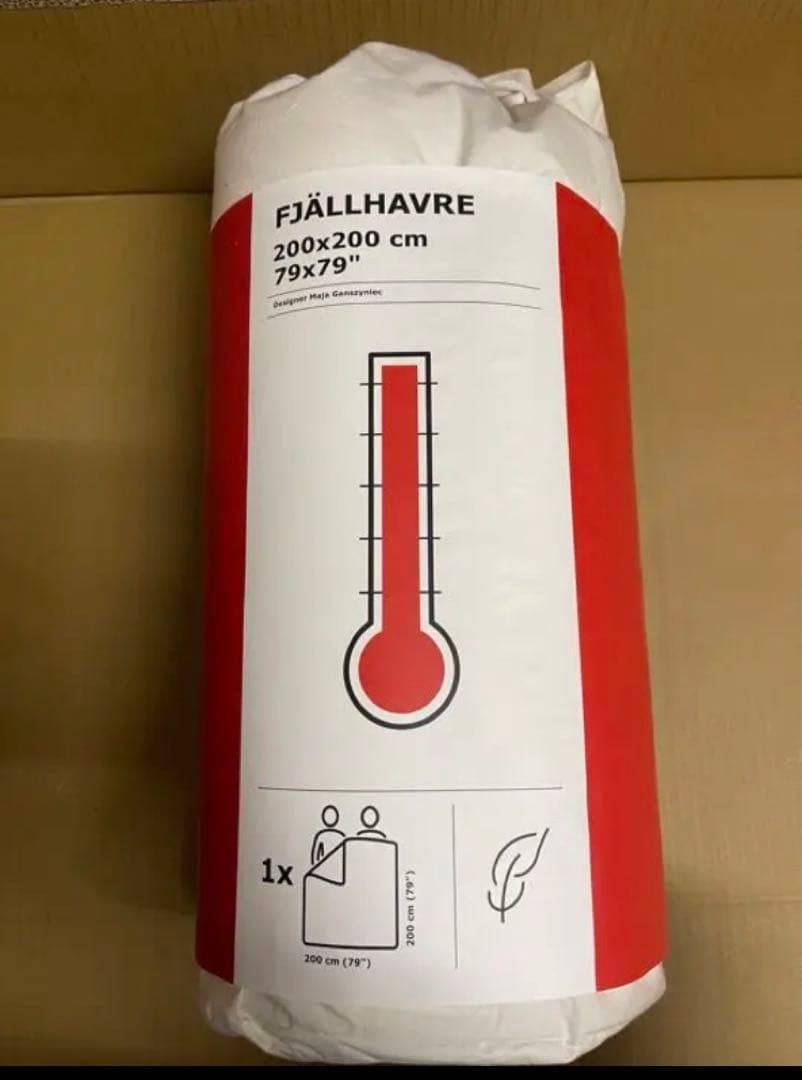 FJÄLLHAVRE
200x200 cm
79x79"
Designer Maja Ganszyniec
1x
200 cm (79")
200 cm (79")